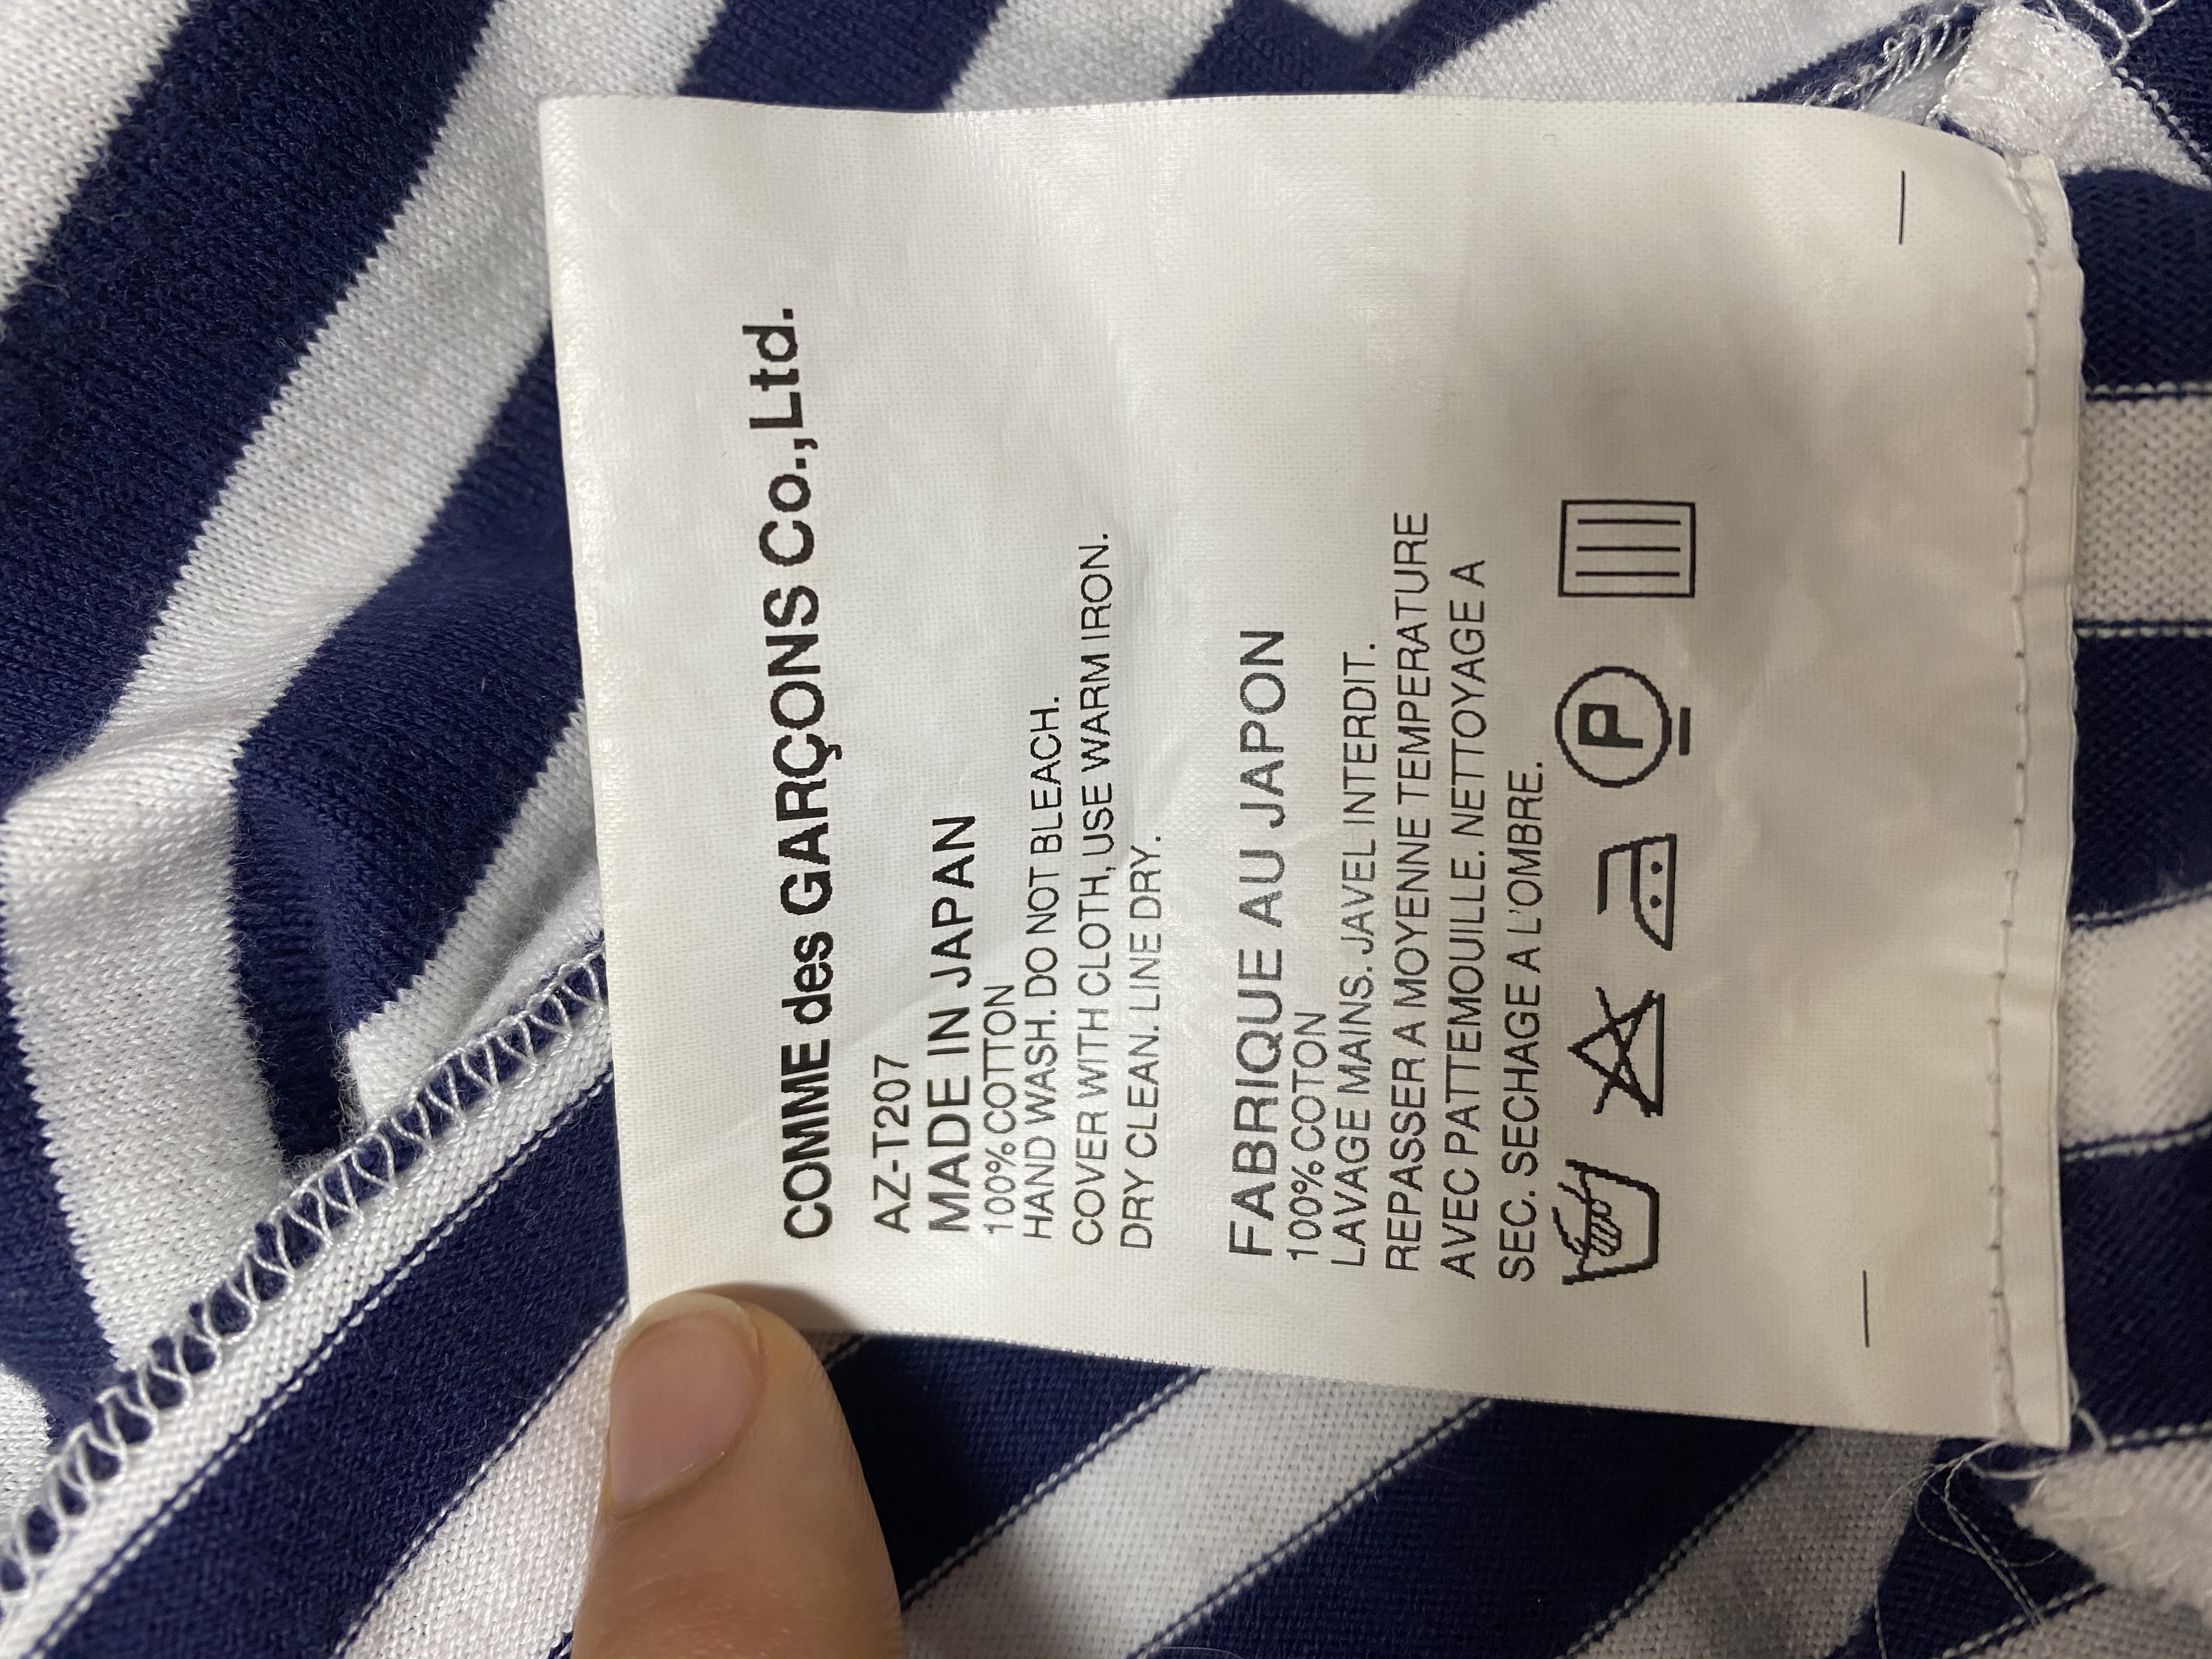 COMME des GARÇONS Co.,Ltd.
AZ-T207
MADE IN JAPAN
100% COTTON
HAND WASH. DO NOT BLEACH.
COVER WITH CLOTH, USE WARM IRON.
DRY CLEAN. LINE DRY.
FABRIQUE AU JAPON
100% COTON
LAVAGE MAINS. JAVEL INTERDIT.
REPASSER A MOYENNE TEMPERATURE
AVEC PATTEMOUILLE. NETTOYAGE A
SEC. SECHAGE A L'OMBRE.
P